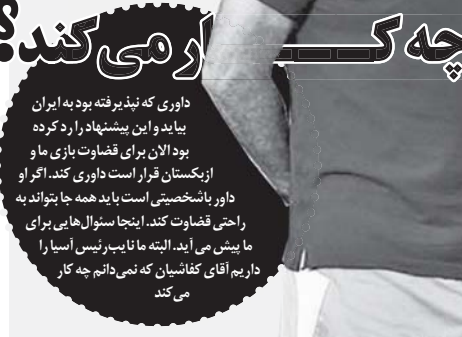 چه کـــــار می‌کند؟
داوری که نپذیرفته بود به ایران
بیاید و این پیشنهاد را رد کرده
بود الان برای قضاوت بازی ما و
ازبکستان قرار است داوری کند. اگر او
داور باشخصیتی است باید همه جا بتواند به
راحتی قضاوت کند. اینجا سئوال‌هایی برای
ما پیش می‌آید. البته ما نایب‌رئیس آسیا را
داریم آقای کفاشیان که نمی‌دانم چه کار
می‌کند